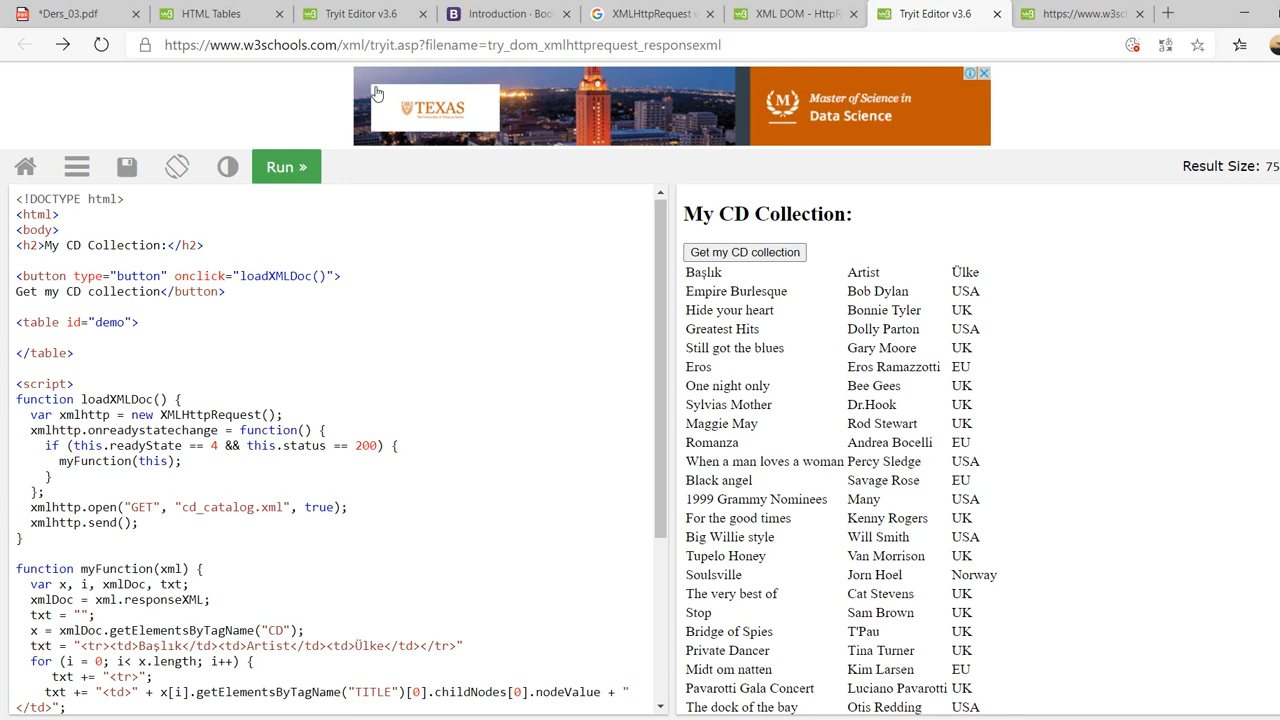 *Ders_03.pdf
HTML Tables
Tryit Editor v3.6
Introduction · Boo
XMLHttpRequest v
XML DOM - HttpR
Tryit Editor v3.6
https://www.w3scl
https://www.w3schools.com/xml/tryit.asp?filename=try_dom_xmlhttprequest_responsexml
TEXAS
Master of Science in
Data Science
Run »
Result Size: 75
<!DOCTYPE html>
<html>
<body>
<h2>My CD Collection:</h2>
<button type="button" onclick="loadXMLDoc()">
Get my CD collection</button>
<table id="demo">
</table>
<script>
function loadXMLDoc() {
var xmlhttp = new XMLHttpRequest();
xmlhttp.onreadystatechange = function() {
if (this.readyState == 4 && this.status == 200) {
myFunction(this);
}
};
xmlhttp.open("GET", "cd_catalog.xml", true);
xmlhttp.send();
}
function myFunction(xml) {
var x, i, xmlDoc, txt;
xmlDoc = xml.responseXML;
txt = "";
x = xmlDoc.getElementsByTagName("CD");
txt = "<tr><td>Başlık</td><td>Artist</td><td>Ülke</td></tr>"
for (i = 0; i< x.length; i++) {
txt += "<tr>";
txt += "<td>" + x[i].getElementsByTagName("TITLE")[0].childNodes[0].nodeValue + "
</td>";
My CD Collection:
Get my CD collection
Başlık Artist Ülke
Empire Burlesque Bob Dylan USA
Hide your heart Bonnie Tyler UK
Greatest Hits Dolly Parton USA
Still got the blues Gary Moore UK
Eros Eros Ramazzotti EU
One night only Bee Gees UK
Sylvias Mother Dr.Hook UK
Maggie May Rod Stewart UK
Romanza Andrea Bocelli EU
When a man loves a woman Percy Sledge USA
Black angel Savage Rose EU
1999 Grammy Nominees Many USA
For the good times Kenny Rogers UK
Big Willie style Will Smith USA
Tupelo Honey Van Morrison UK
Soulsville Jorn Hoel Norway
The very best of Cat Stevens UK
Stop Sam Brown UK
Bridge of Spies T'Pau UK
Private Dancer Tina Turner UK
Midt om natten Kim Larsen EU
Pavarotti Gala Concert Luciano Pavarotti UK
The dock of the bay Otis Redding USA